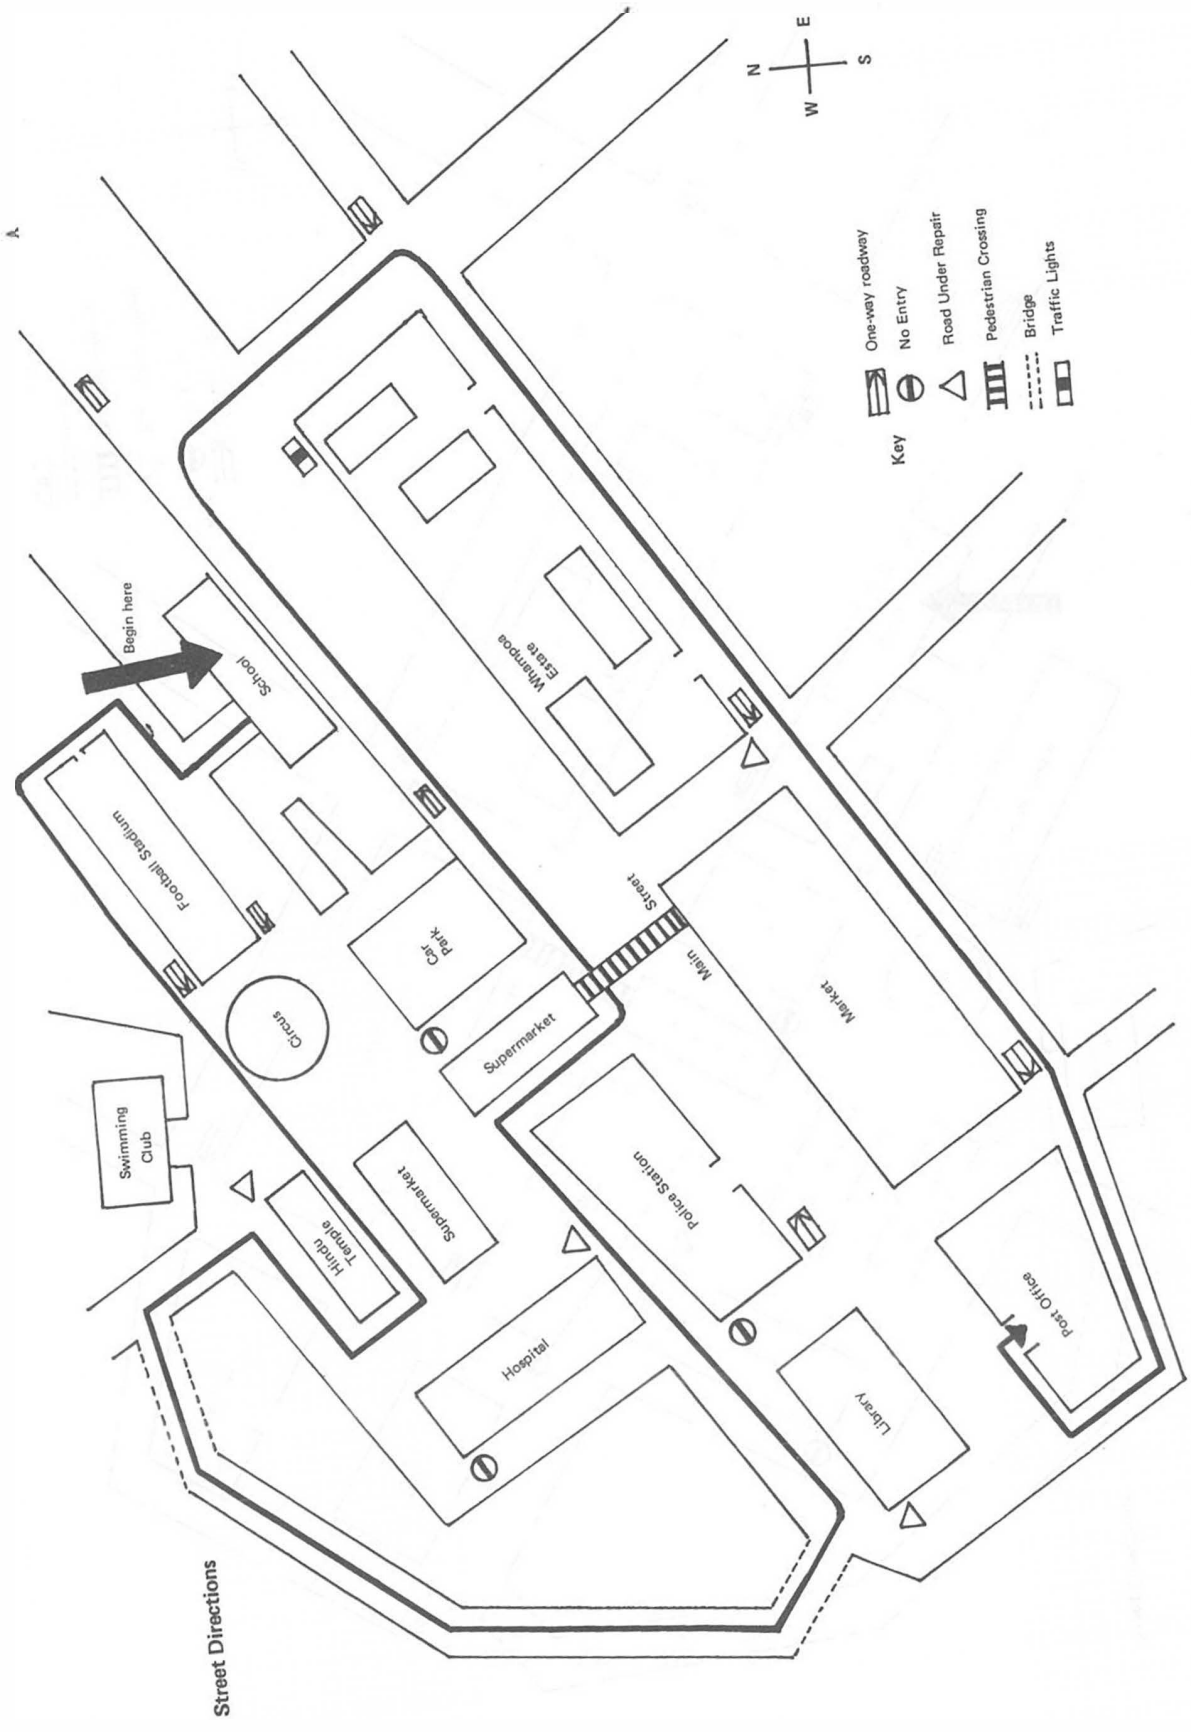 Street Directions
A
Begin here
School
Football Stadium
Swimming
Club
Circus
Car
Park
Hindu
Temple
Supermarket
Supermarket
Whampoa
Estate
Main Street
Hospital
Police Station
Market
Library
Post Office
N
E
W
S
Key
One-way roadway
No Entry
Road Under Repair
Pedestrian Crossing
Bridge
Traffic Lights